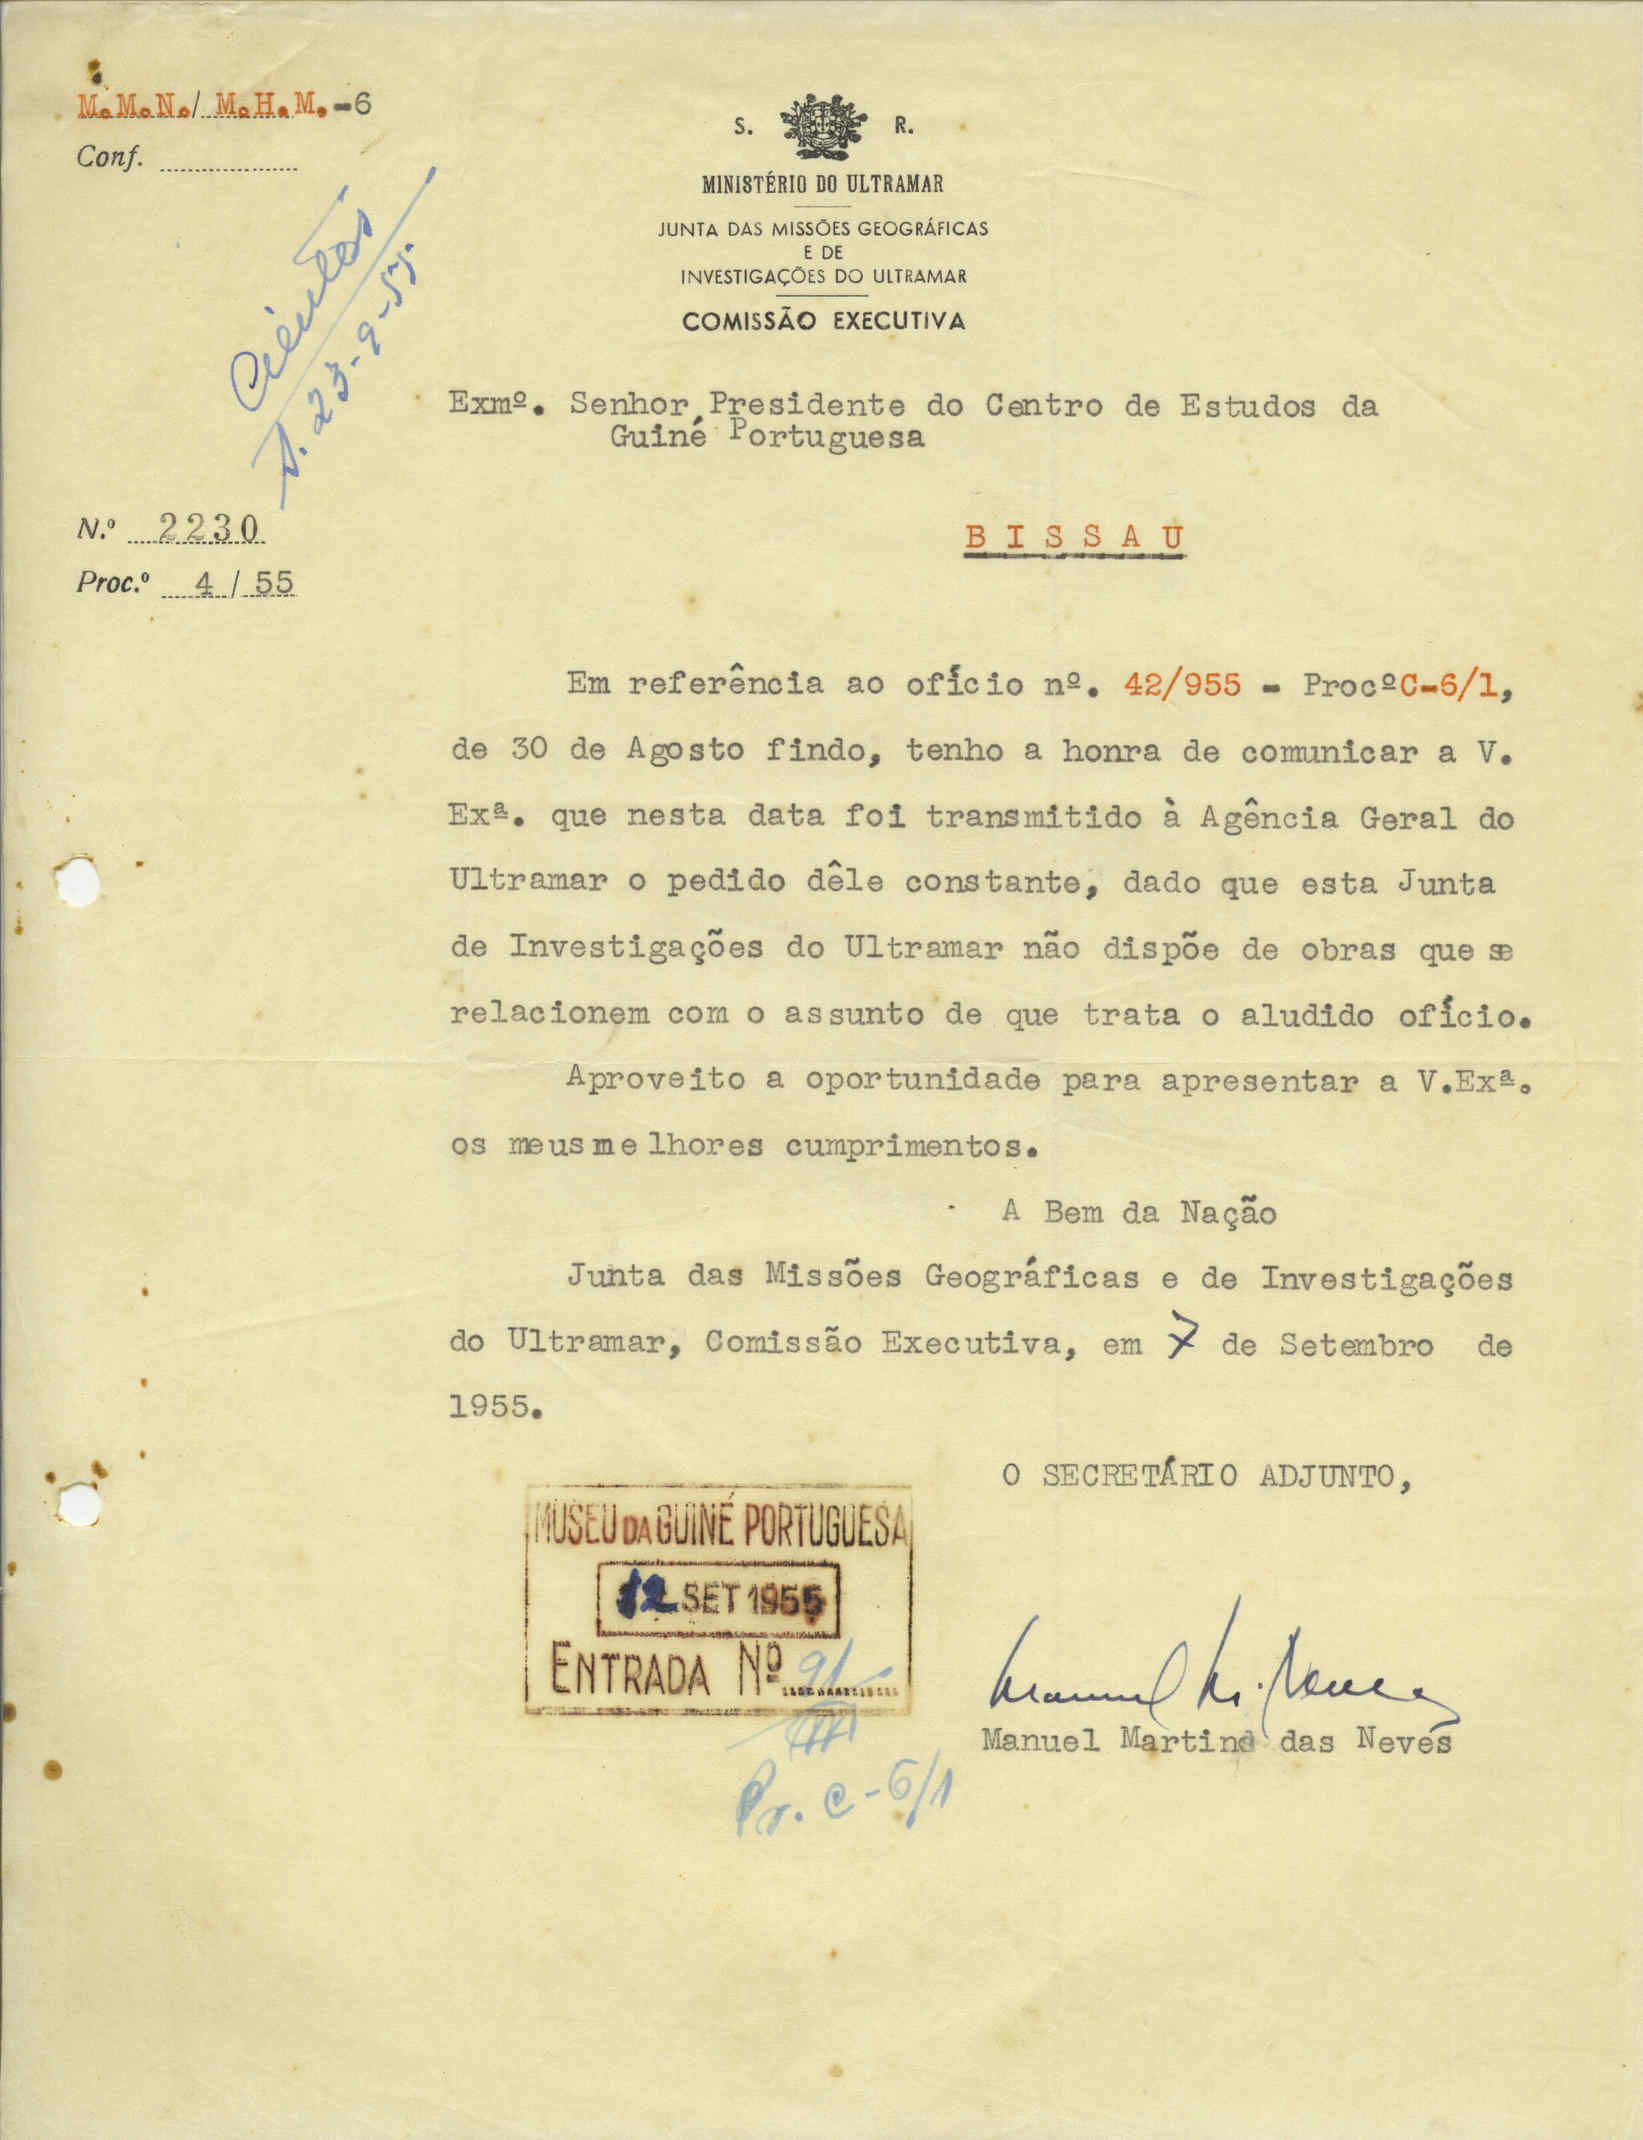 M.M.N./ M.H.M.-6
Conf.
S. R.
MINISTÉRIO DO ULTRAMAR
JUNTA DAS MISSÕES GEOGRÁFICAS
E DE
INVESTIGAÇÕES DO ULTRAMAR
COMISSÃO EXECUTIVA
23-9-55.
Exmº. Senhor Presidente do Centro de Estudos da
Guiné Portuguesa
N.º 2230
BISSAU
Proc.º 4 / 55
Em referência ao ofício nº. 42/955 - ProcºC-6/1,
de 30 de Agosto findo, tenho a honra de comunicar a V.
Exª. que nesta data foi transmitido à Agência Geral do
Ultramar o pedido dêle constante, dado que esta Junta
de Investigações do Ultramar não dispõe de obras que se
relacionem com o assunto de que trata o aludido ofício.
Aproveito a oportunidade para apresentar a V.Exª.
os meus melhores cumprimentos.
A Bem da Nação
Junta das Missões Geográficas e de Investigações
do Ultramar, Comissão Executiva, em 7 de Setembro de
1955.
O SECRETÁRIO ADJUNTO,
MUSEU DA GUINÉ PORTUGUESA
12 SET 1955
ENTRADA Nº 91
Manuel Martins das Neves
Pr. C-6/1